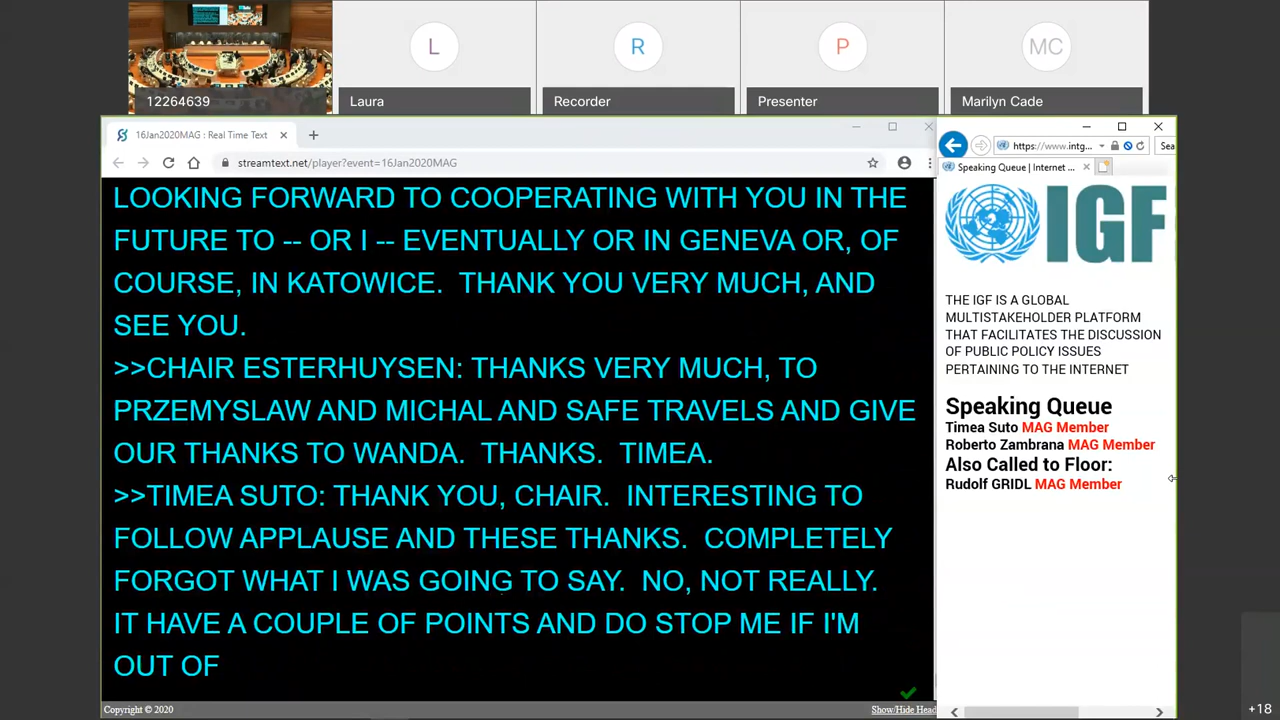 L
R
P
MC
12264639
Laura
Recorder
Presenter
Marilyn Cade
16Jan2020MAG : Real Time Text
streamtext.net/player?event=16Jan2020MAG
LOOKING FORWARD TO COOPERATING WITH YOU IN THE
FUTURE TO -- OR I -- EVENTUALLY OR IN GENEVA OR, OF
COURSE, IN KATOWICE.  THANK YOU VERY MUCH, AND
SEE YOU.
>>CHAIR ESTERHUYSEN: THANKS VERY MUCH, TO
PRZEMYSLAW AND MICHAL AND SAFE TRAVELS AND GIVE
OUR THANKS TO WANDA.  THANKS.  TIMEA.
>>TIMEA SUTO: THANK YOU, CHAIR.  INTERESTING TO
FOLLOW APPLAUSE AND THESE THANKS.  COMPLETELY
FORGOT WHAT I WAS GOING TO SAY.  NO, NOT REALLY.
IT HAVE A COUPLE OF POINTS AND DO STOP ME IF I'M
OUT OF
Copyright © 2020
Show/Hide Head
https://www.intg...
Sea
Speaking Queue | Internet ...
IGF
THE IGF IS A GLOBAL
MULTISTAKEHOLDER PLATFORM
THAT FACILITATES THE DISCUSSION
OF PUBLIC POLICY ISSUES
PERTAINING TO THE INTERNET
Speaking Queue
Timea Suto MAG Member
Roberto Zambrana MAG Member
Also Called to Floor:
Rudolf GRIDL MAG Member
+18